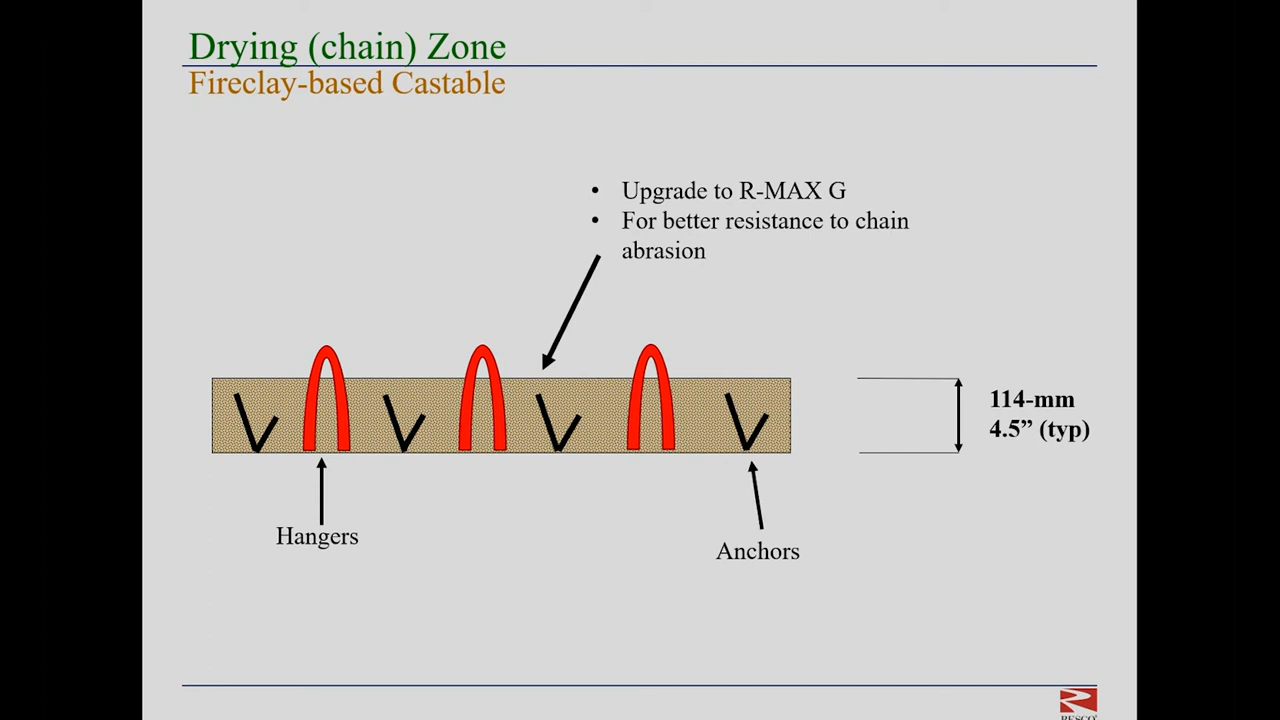 Drying (chain) Zone
Fireclay-based Castable
• Upgrade to R-MAX G
• For better resistance to chain
abrasion
114-mm
4.5” (typ)
Hangers
Anchors
RESCO